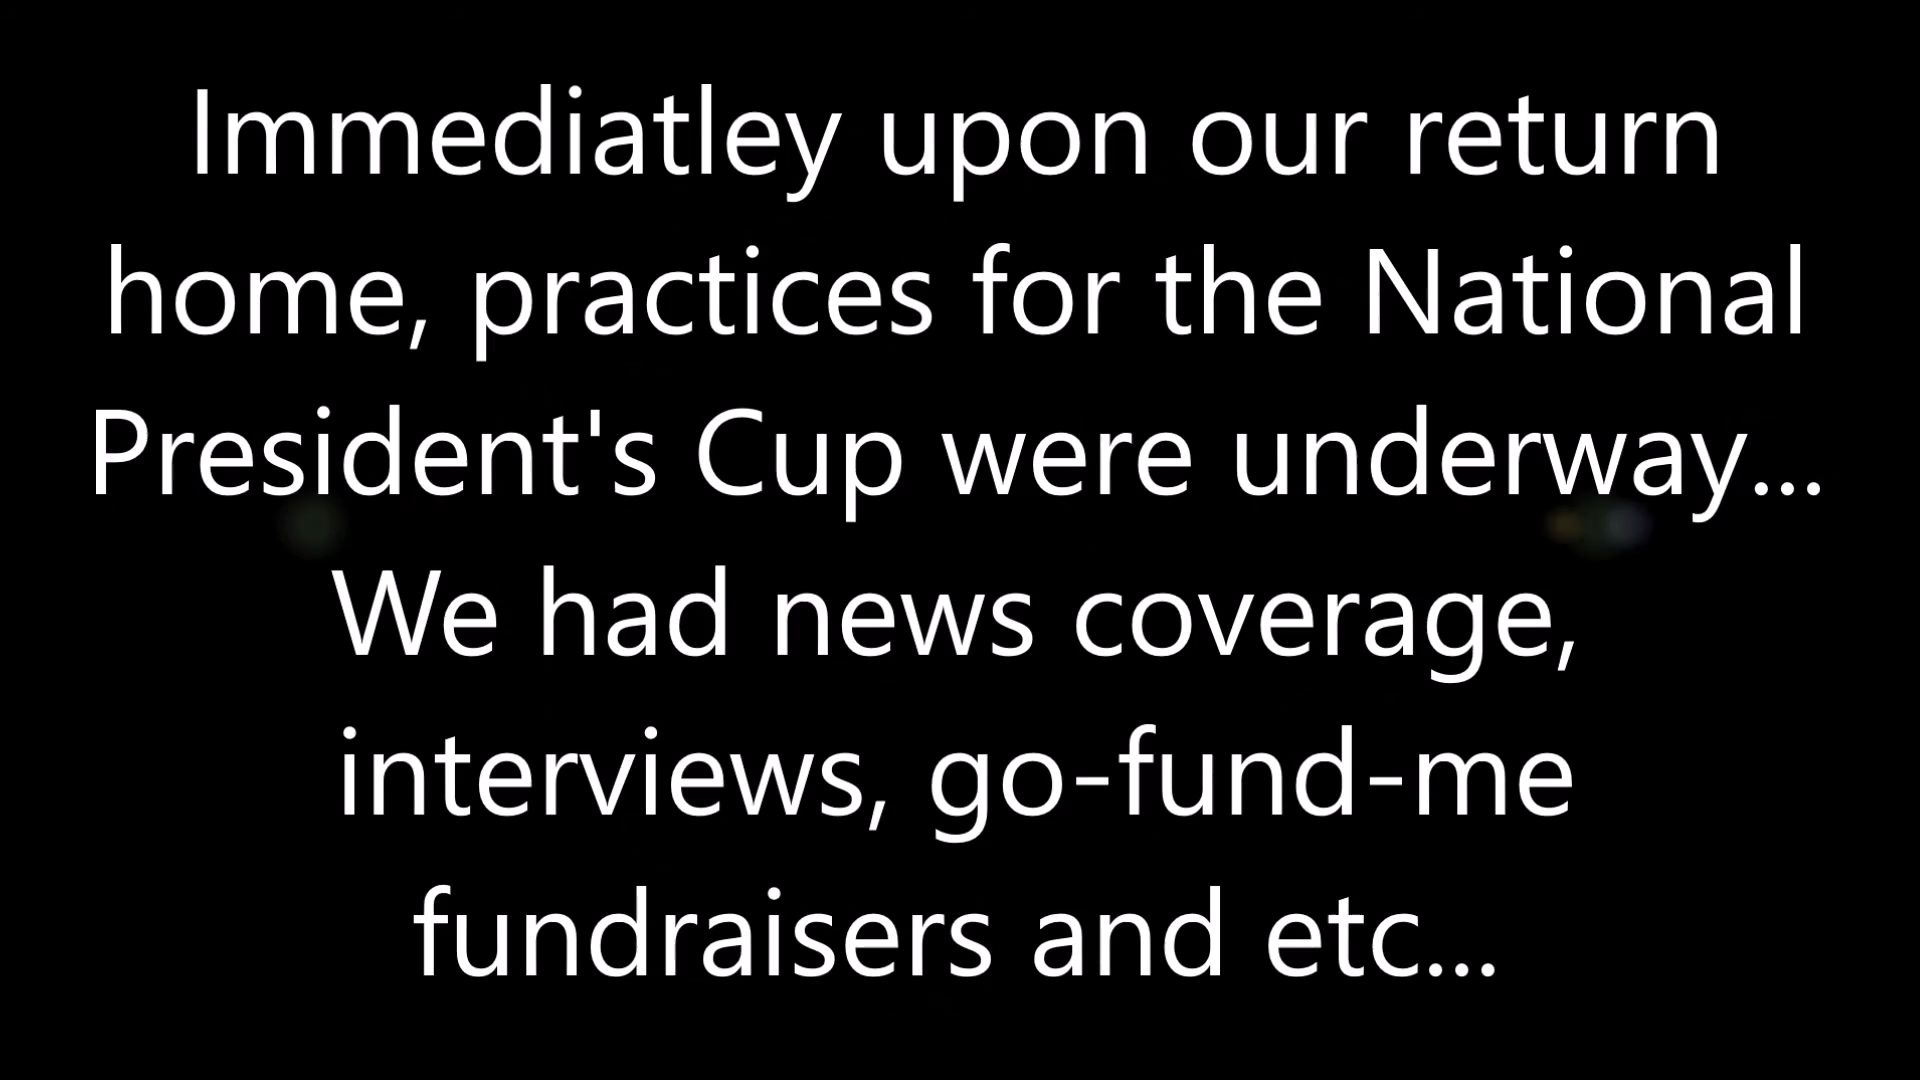 Immediatley upon our return
home, practices for the National
President's Cup were underway...
We had news coverage,
interviews, go-fund-me
fundraisers and etc...